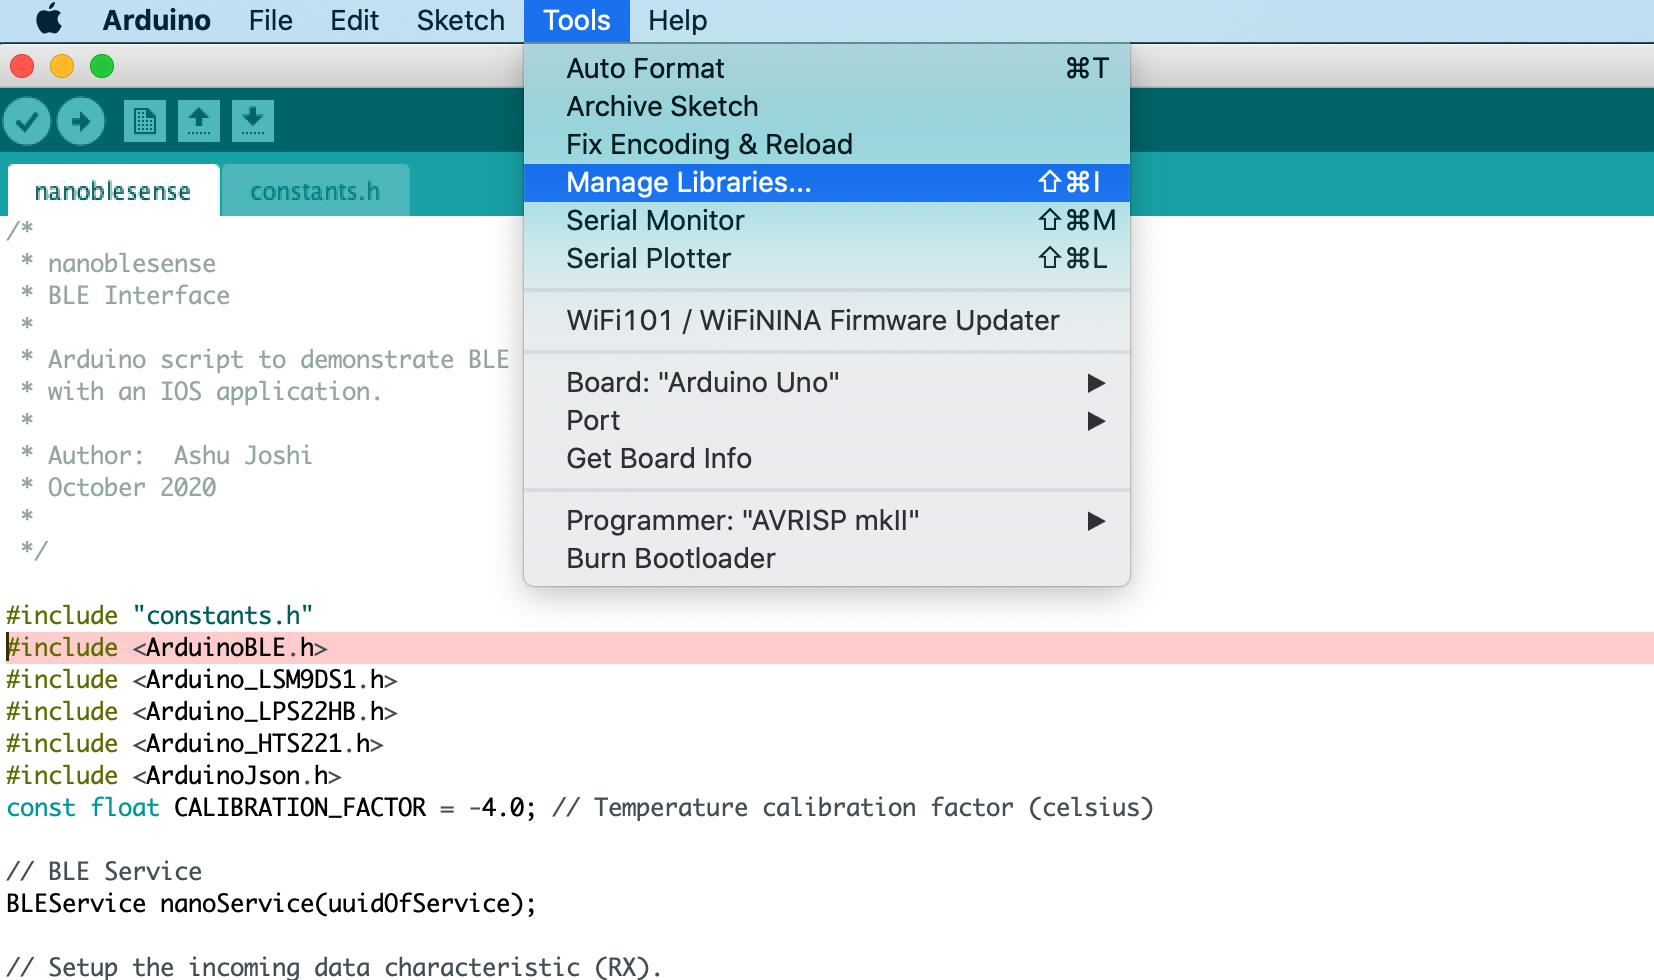 Arduino File Edit Sketch Tools Help
Auto Format ⌘T
Archive Sketch
Fix Encoding & Reload
Manage Libraries... ⇧⌘I
Serial Monitor ⇧⌘M
Serial Plotter ⇧⌘L
WiFi101 / WiFiNINA Firmware Updater
Board: "Arduino Uno" ▶
Port ▶
Get Board Info
Programmer: "AVRISP mkII" ▶
Burn Bootloader
nanoblesense constants.h
/*
* nanoblesense
* BLE Interface
*
* Arduino script to demonstrate BLE
* with an IOS application.
*
* Author:  Ashu Joshi
* October 2020
*
*/
#include "constants.h"
#include <ArduinoBLE.h>
#include <Arduino_LSM9DS1.h>
#include <Arduino_LPS22HB.h>
#include <Arduino_HTS221.h>
#include <ArduinoJson.h>
const float CALIBRATION_FACTOR = -4.0; // Temperature calibration factor (celsius)
// BLE Service
BLEService nanoService(uuidOfService);
// Setup the incoming data characteristic (RX).